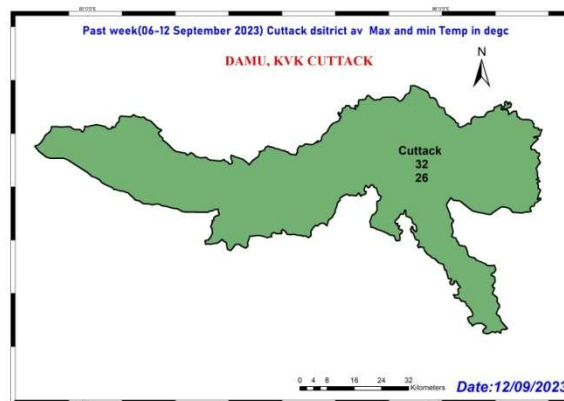 Past week(06-12 September 2023) Cuttack dsitrict av Max and min Temp in degc
DAMU, KVK CUTTACK
N
Cuttack
32
26
0 4 8 16 24 32
Kilometers
Date:12/09/2023